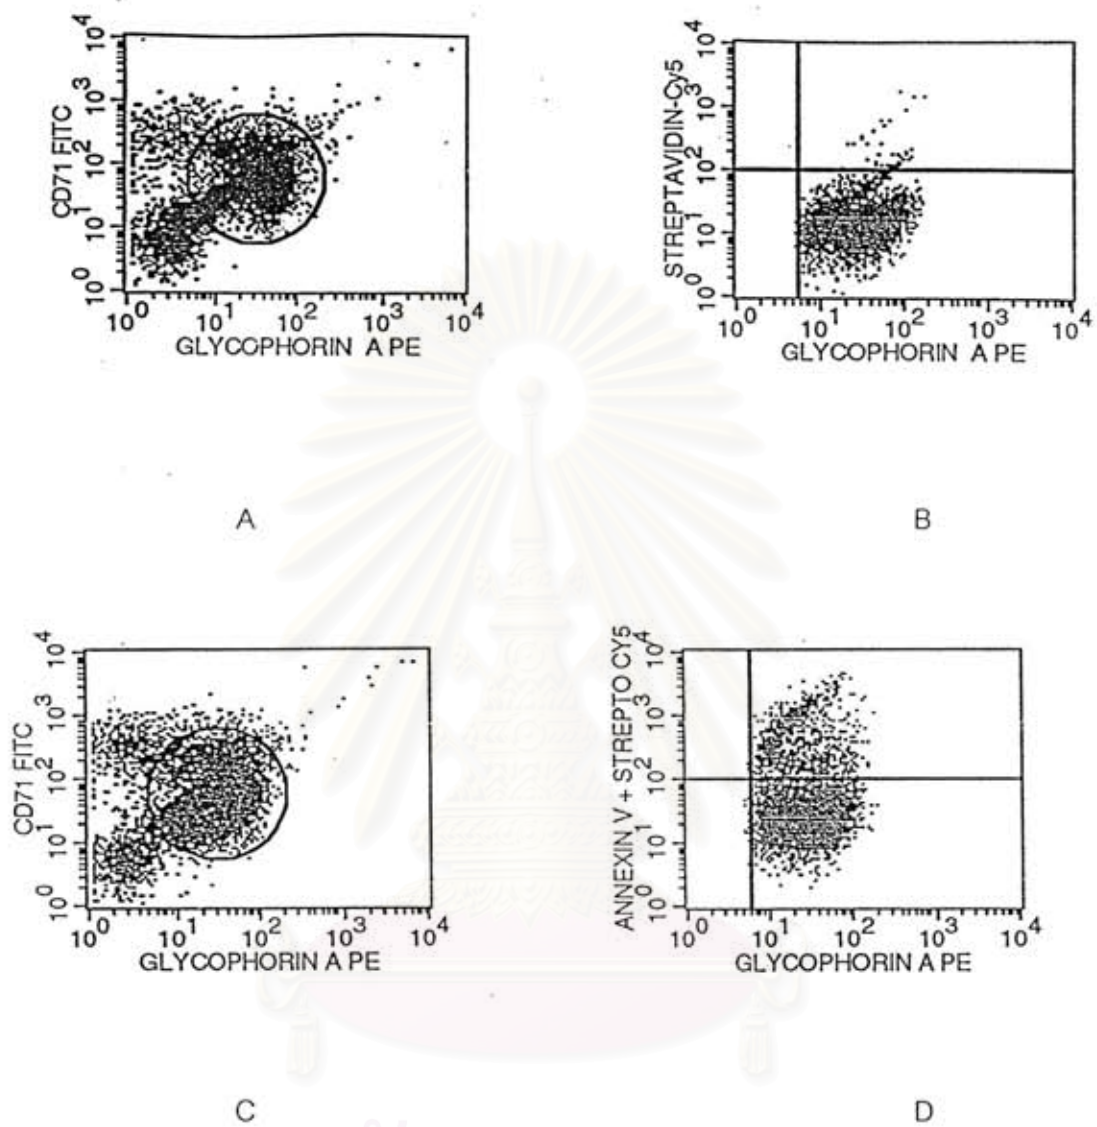 CD71 FITC
10^4
10^3
10^2
10^1
10^0
10^0 10^1 10^2 10^3 10^4
GLYCOPHORIN A PE
A
STREPTAVIDIN-Cy5
10^4
10^3
10^2
10^1
10^0
10^0 10^1 10^2 10^3 10^4
GLYCOPHORIN A PE
B
CD71 FITC
10^4
10^3
10^2
10^1
10^0
10^0 10^1 10^2 10^3 10^4
GLYCOPHORIN A PE
C
ANNEXIN V + STREPTO CY5
10^4
10^3
10^2
10^1
10^0
10^0 10^1 10^2 10^3 10^4
GLYCOPHORIN A PE
D